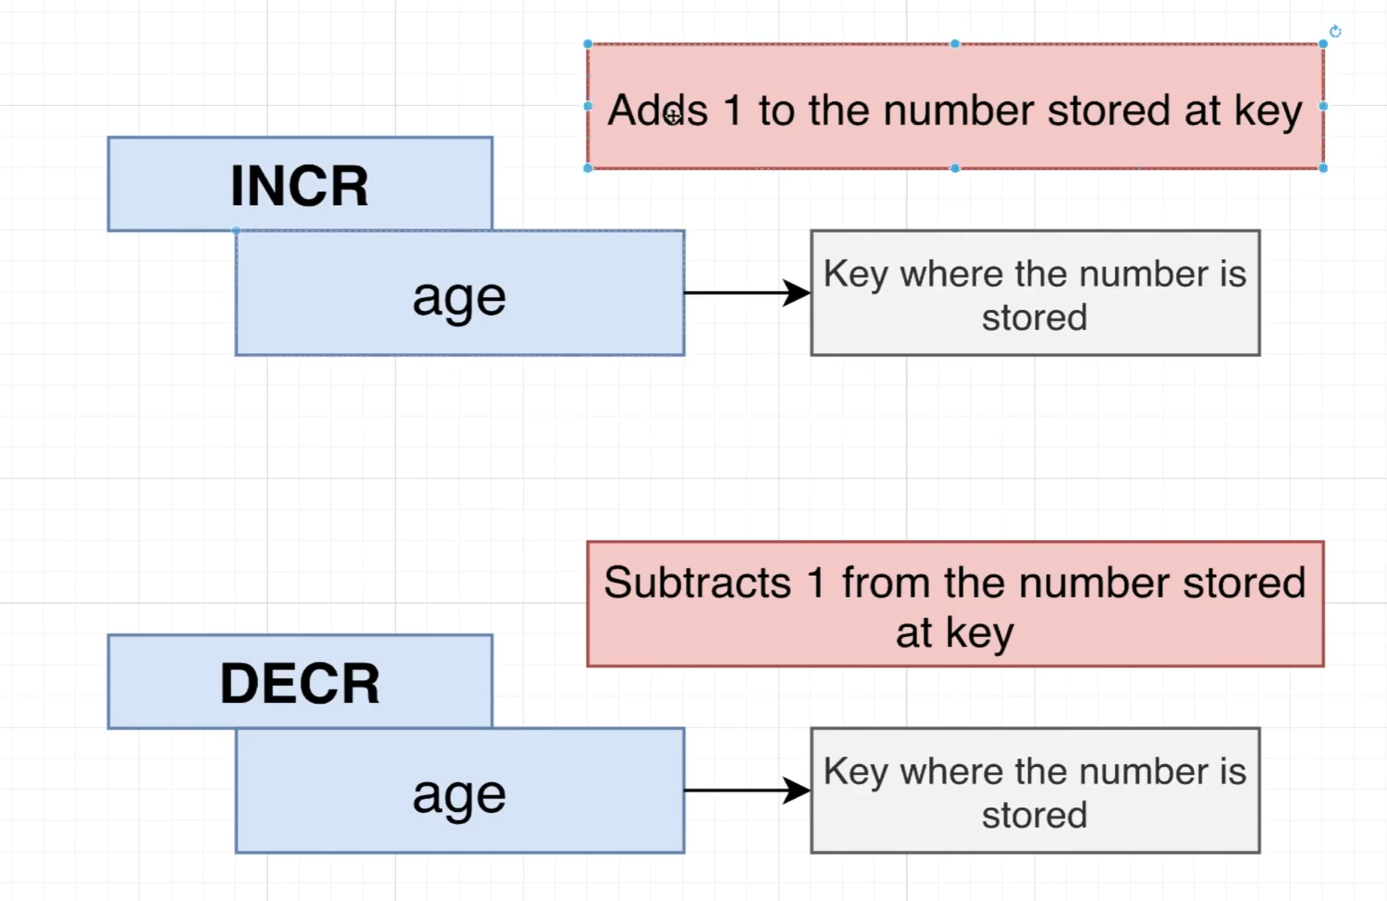 Adds 1 to the number stored at key
INCR
age
Key where the number is
stored
Subtracts 1 from the number stored
at key
DECR
age
Key where the number is
stored